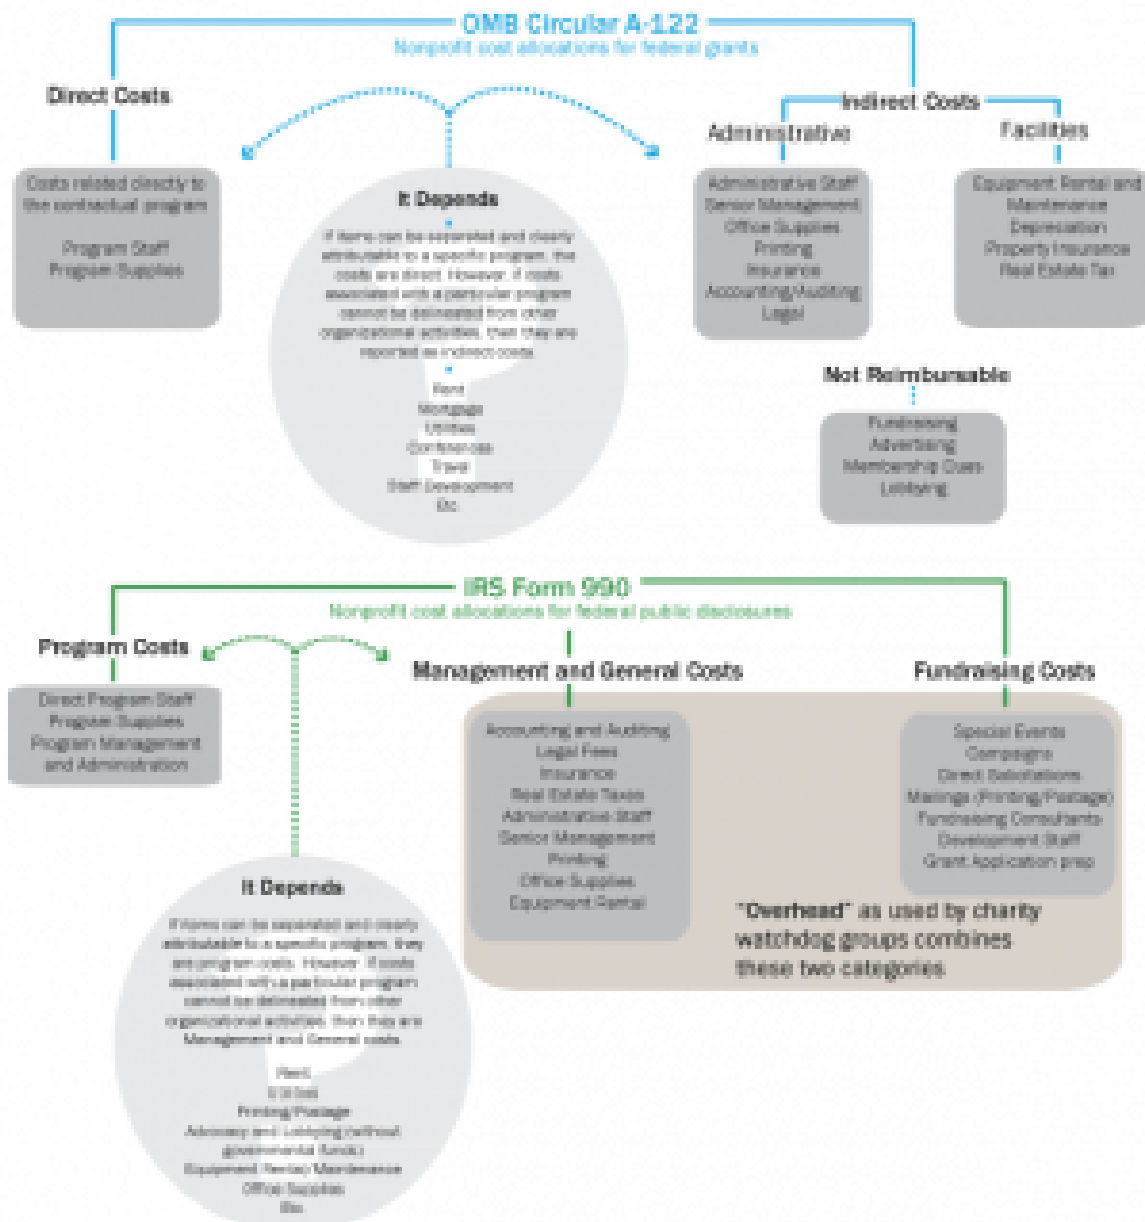 OMB Circular A-122
Nonprofit cost allocations for federal grants
Direct Costs
Costs related directly to
the contractual program
Program Staff
Program Supplies
It Depends
If items can be separated and clearly
attributable to a specific program, the
costs are direct. However, if costs
associated with a particular program
cannot be delineated from other
organizational activities, then they are
reported as indirect costs.
Rent
Mortgage
Utilities
Conferences
Travel
Staff Development
Etc.
Indirect Costs
Administrative
Administrative Staff
Senior Management
Office Supplies
Printing
Insurance
Accounting/Auditing
Legal
Facilities
Equipment Rental and
Maintenance
Depreciation
Property Insurance
Real Estate Tax
Not Reimbursable
Fundraising
Advertising
Membership Dues
Lobbying
IRS Form 990
Nonprofit cost allocations for federal public disclosures
Program Costs
Direct Program Staff
Program Supplies
Program Management
and Administration
It Depends
If items can be separated and clearly
attributable to a specific program, they
are program costs. However, if costs
associated with a particular program
cannot be delineated from other
organizational activities, then they are
Management and General costs.
Rent
Utilities
Printing/Postage
Advocacy and Lobbying (without
governmental funds)
Equipment Rental/Maintenance
Office Supplies
Etc.
Management and General Costs
Accounting and Auditing
Legal Fees
Insurance
Real Estate Taxes
Administrative Staff
Senior Management
Printing
Office Supplies
Equipment Rental
Fundraising Costs
Special Events
Campaigns
Direct Solicitations
Mailings (Printing/Postage)
Fundraising Consultants
Development Staff
Grant Application prep
"Overhead" as used by charity
watchdog groups combines
these two categories